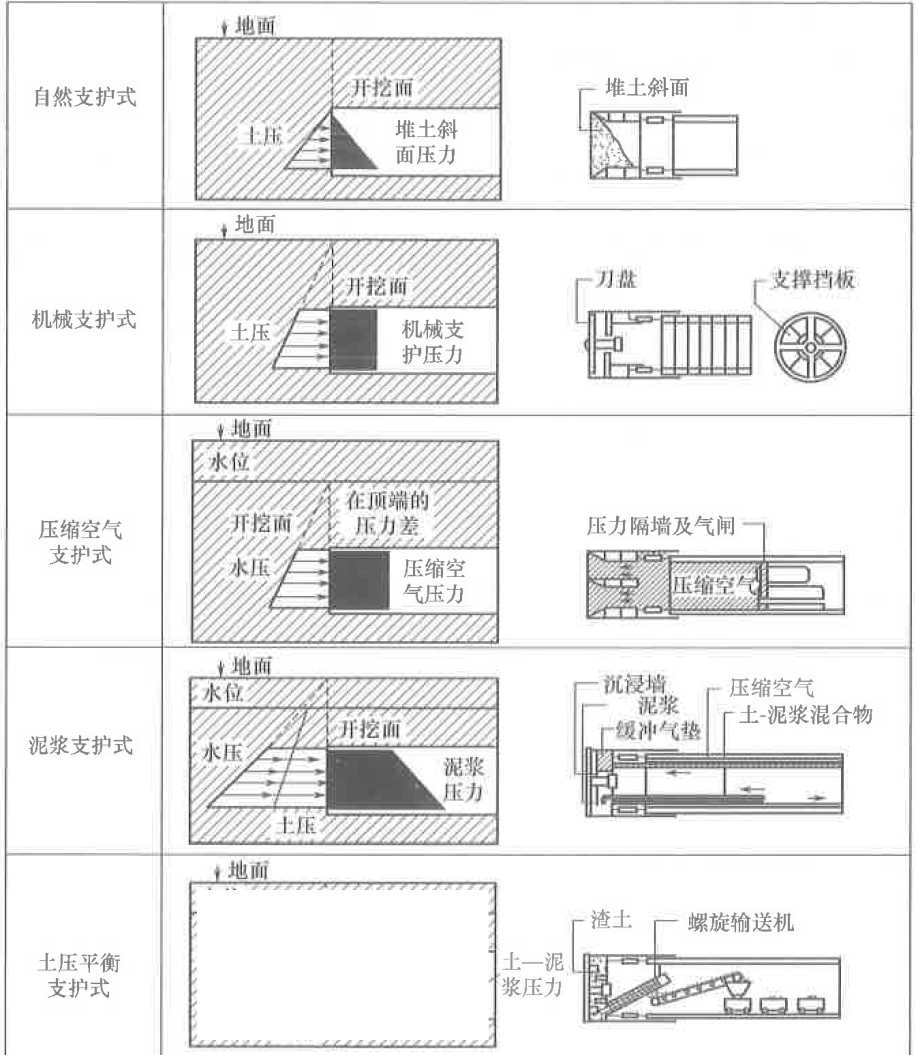 地面
自然支护式
开挖面
土压
堆土斜
面压力
堆土斜面
地面
机械支护式
开挖面
土压
机械支
护压力
刀盘
支撑挡板
地面
水位
压缩空气
支护式
开挖面
在顶端的
压力差
水压
压缩空
气压力
压力隔墙及气闸
压缩空气
地面
水位
泥浆支护式
水压
开挖面
泥浆
压力
土压
沉浸墙
泥浆
缓冲气垫
压缩空气
土-泥浆混合物
地面
土压平衡
支护式
土—泥
浆压力
渣土
螺旋输送机